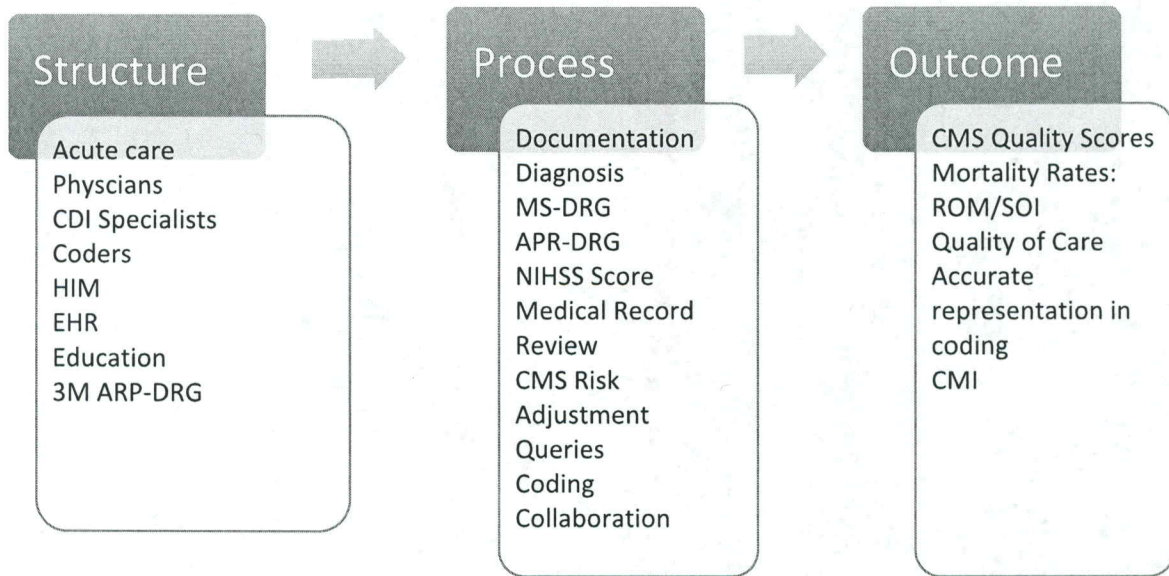 Structure
Acute care
Physcians
CDI Specialists
Coders
HIM
EHR
Education
3M ARP-DRG
Process
Documentation
Diagnosis
MS-DRG
APR-DRG
NIHSS Score
Medical Record
Review
CMS Risk
Adjustment
Queries
Coding
Collaboration
Outcome
CMS Quality Scores
Mortality Rates:
ROM/SOI
Quality of Care
Accurate
representation in
coding
CMI